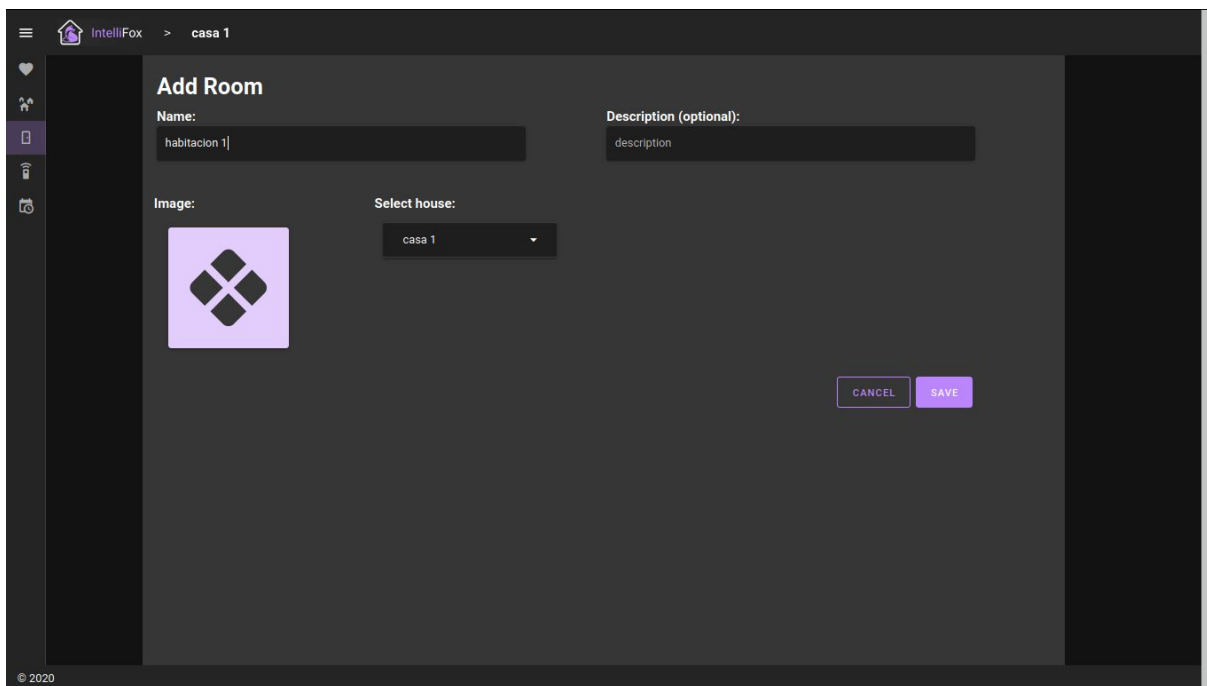 IntelliFox > casa 1
Add Room
Name:
Description (optional):
habitacion 1
description
Image:
Select house:
casa 1
CANCEL
SAVE
© 2020